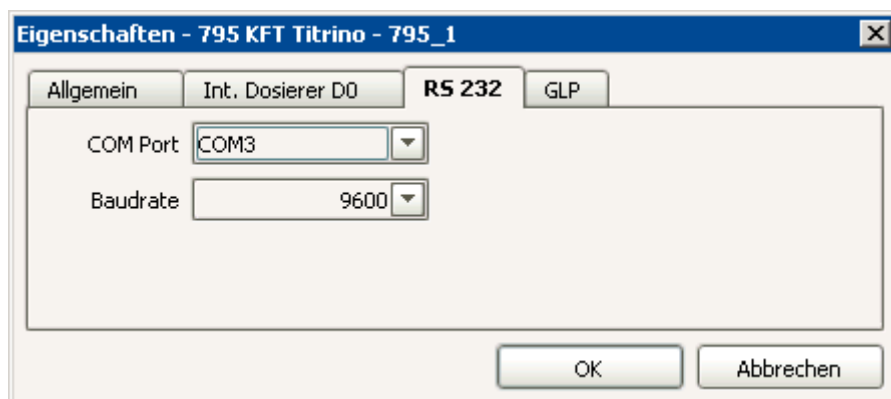 Eigenschaften - 795 KFT Titrino - 795_1
Allgemein Int. Dosierer D0 RS 232 GLP
COM Port COM3
Baudrate 9600
OK Abbrechen